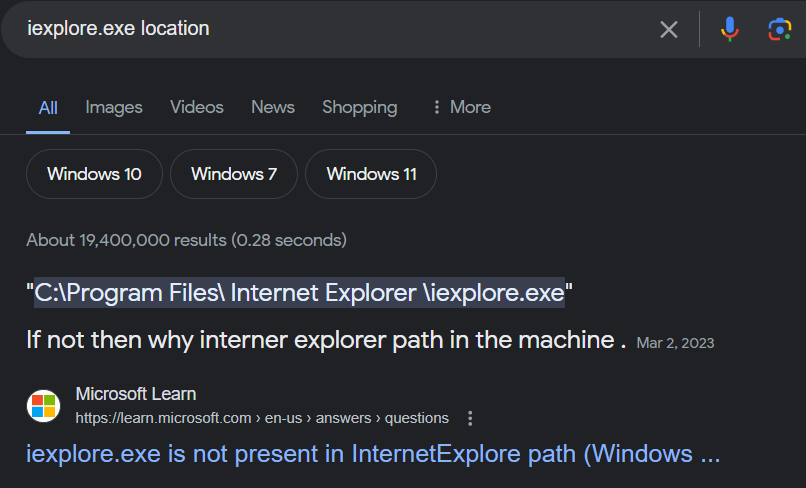 iexplore.exe location
All Images Videos News Shopping More
Windows 10 Windows 7 Windows 11
About 19,400,000 results (0.28 seconds)
"C:\Program Files\ Internet Explorer \iexplore.exe"
If not then why interner explorer path in the machine . Mar 2, 2023
Microsoft Learn
https://learn.microsoft.com › en-us › answers › questions
iexplore.exe is not present in InternetExplore path (Windows ...